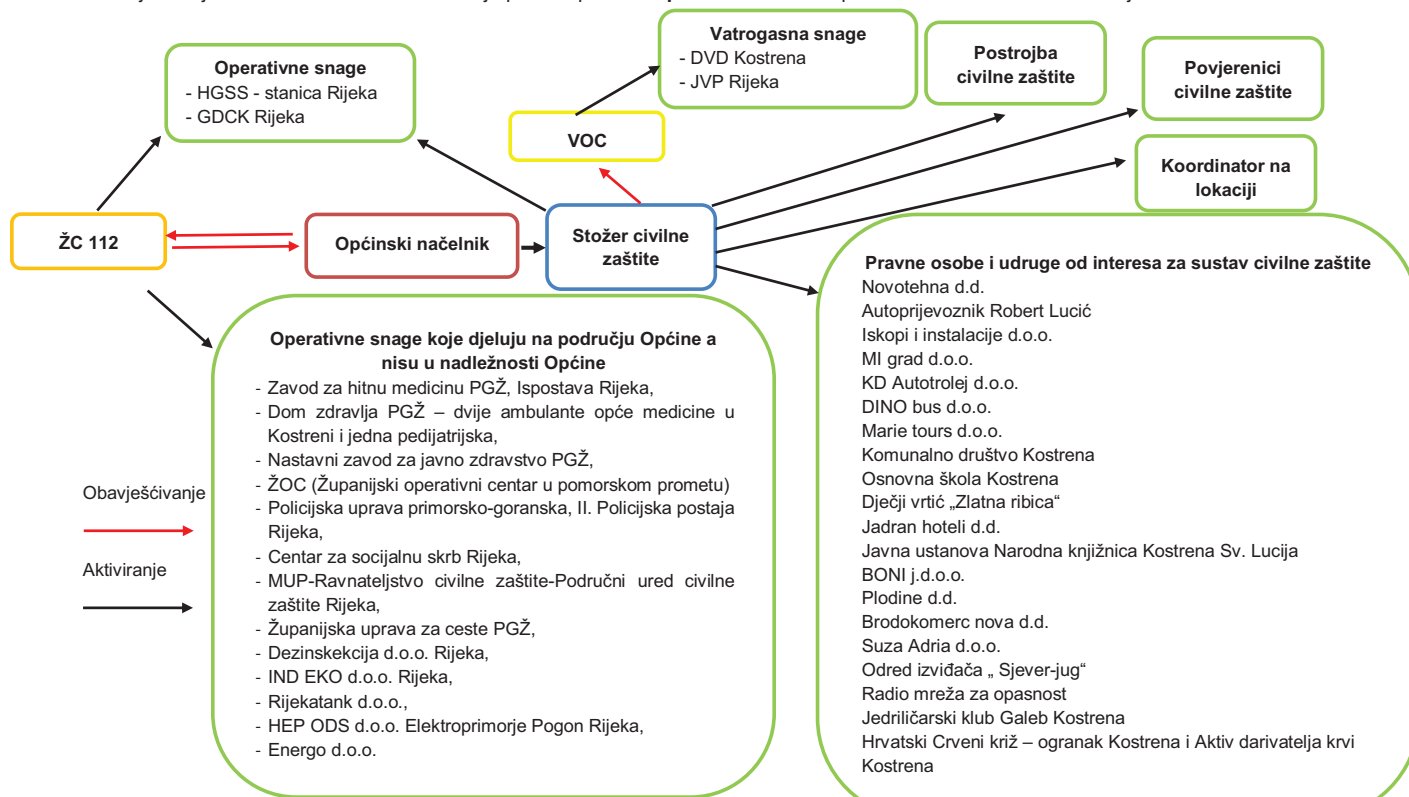 Operativne snage
- HGSS - stanica Rijeka
- GDCK Rijeka
Vatrogasna snage
- DVD Kostrena
- JVP Rijeka
Postrojba
civilne zaštite
Povjerenici
civilne zaštite
VOC
Koordinator na
lokaciji
ŽC 112
Općinski načelnik
Stožer civilne
zaštite
Operativne snage koje djeluju na području Općine a
nisu u nadležnosti Općine
- Zavod za hitnu medicinu PGŽ, Ispostava Rijeka,
- Dom zdravlja PGŽ – dvije ambulante opće medicine u
Kostreni i jedna pedijatrijska,
- Nastavni zavod za javno zdravstvo PGŽ,
- ŽOC (Županijski operativni centar u pomorskom prometu)
- Policijska uprava primorsko-goranska, II. Policijska postaja
Rijeka,
- Centar za socijalnu skrb Rijeka,
- MUP-Ravnateljstvo civilne zaštite-Područni ured civilne
zaštite Rijeka,
- Županijska uprava za ceste PGŽ,
- Dezinskekcija d.o.o. Rijeka,
- IND EKO d.o.o. Rijeka,
- Rijekatank d.o.o.,
- HEP ODS d.o.o. Elektroprimorje Pogon Rijeka,
- Energo d.o.o.
Obavješćivanje
Aktiviranje
Pravne osobe i udruge od interesa za sustav civilne zaštite
Novotehna d.d.
Autoprijevoznik Robert Lucić
Iskopi i instalacije d.o.o.
MI grad d.o.o.
KD Autotrolej d.o.o.
DINO bus d.o.o.
Marie tours d.o.o.
Komunalno društvo Kostrena
Osnovna škola Kostrena
Dječji vrtić „Zlatna ribica“
Jadran hoteli d.d.
Javna ustanova Narodna knjižnica Kostrena Sv. Lucija
BONI j.d.o.o.
Plodine d.d.
Brodokomerc nova d.d.
Suza Adria d.o.o.
Odred izviđača „ Sjever-jug“
Radio mreža za opasnost
Jedriličarski klub Galeb Kostrena
Hrvatski Crveni križ – ogranak Kostrena i Aktiv darivatelja krvi
Kostrena